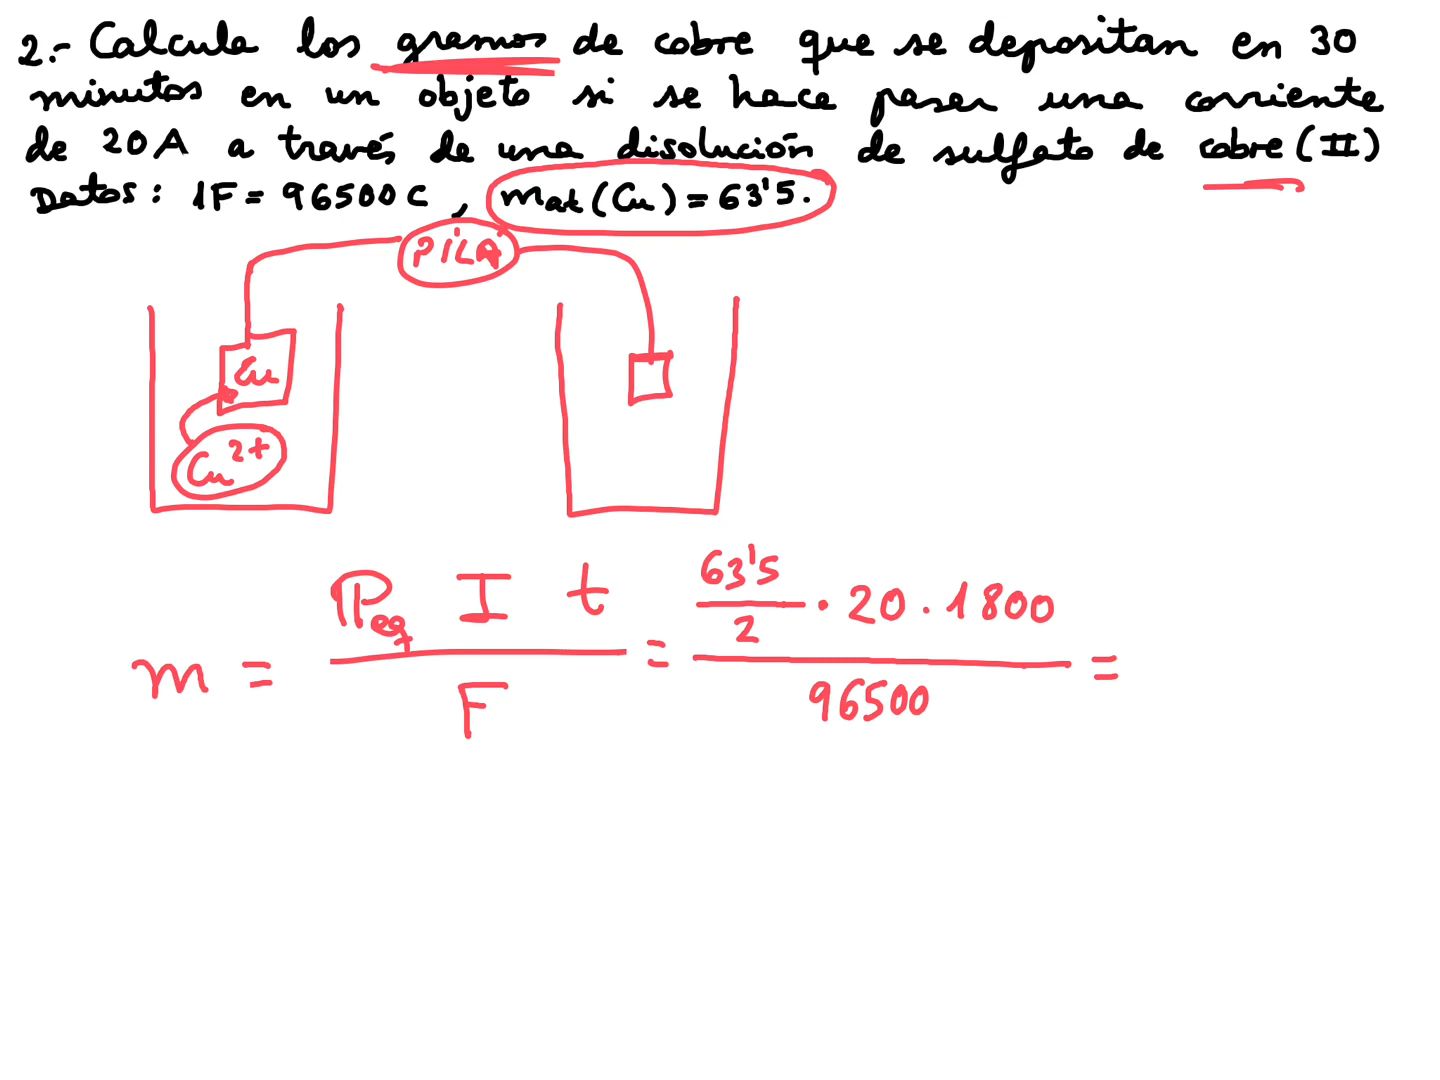 2.- Calcula los gramos de cobre que se depositan en 30
minutos en un objeto si se hace pasar una corriente
de 20A a través de una disolución de sulfato de cobre (II)
Datos: 1F = 96500 C , mat (Cu) = 63'5.
PILA
Cu
Cu²⁺
m = Peq I t / F = 63'5/2 · 20 · 1800 / 96500 =